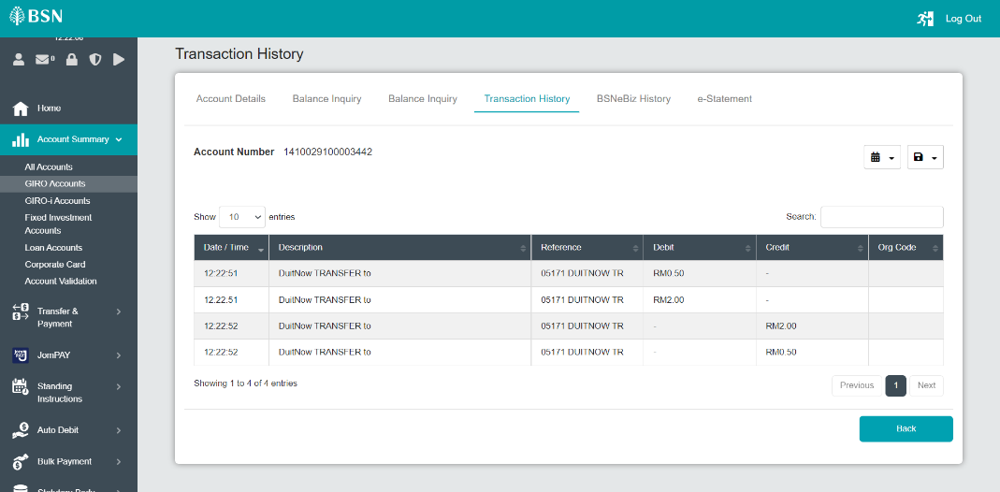 BSN
Log Out
12:22:06
0
Home
Account Summary
All Accounts
GIRO Accounts
GIRO-i Accounts
Fixed Investment
Accounts
Loan Accounts
Corporate Card
Account Validation
Transfer &
Payment
JomPAY
Standing
Instructions
Auto Debit
Bulk Payment
Statutory Body
Transaction History
Account Details Balance Inquiry Balance Inquiry Transaction History BSNeBiz History e-Statement
Account Number 1410029100003442
Show 10 entries Search:
Date / Time Description Reference Debit Credit Org Code
12:22:51 DuitNow TRANSFER to 05171 DUITNOW TR RM0.50 -
12:22:51 DuitNow TRANSFER to 05171 DUITNOW TR RM2.00 -
12:22:52 DuitNow TRANSFER to 05171 DUITNOW TR - RM2.00
12:22:52 DuitNow TRANSFER to 05171 DUITNOW TR - RM0.50
Showing 1 to 4 of 4 entries Previous 1 Next
Back